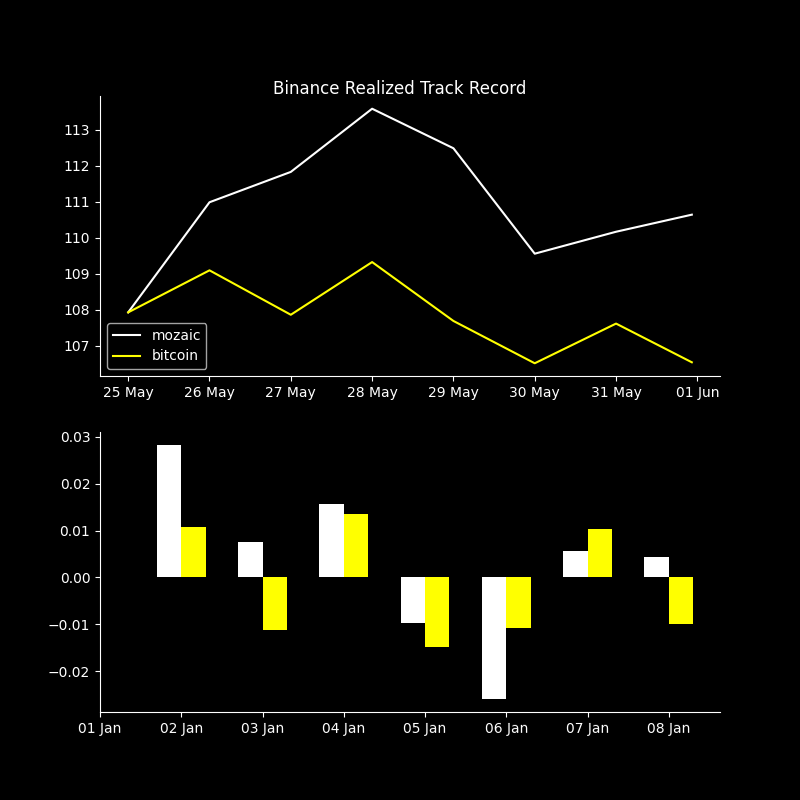 Binance Realized Track Record
113
112
111
110
109
108
107
mozaic
bitcoin
25 May 26 May 27 May 28 May 29 May 30 May 31 May 01 Jun
0.03
0.02
0.01
0.00
−0.01
−0.02
01 Jan 02 Jan 03 Jan 04 Jan 05 Jan 06 Jan 07 Jan 08 Jan